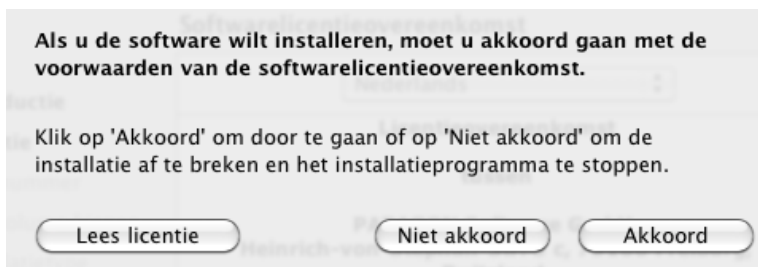 Softwarelicentieovereenkomst
Als u de software wilt installeren, moet u akkoord gaan met de
voorwaarden van de softwarelicentieovereenkomst.
Nederlands
Klik op 'Akkoord' om door te gaan of op 'Niet akkoord' om de
installatie af te breken en het installatieprogramma te stoppen.
Lees licentie Niet akkoord Akkoord